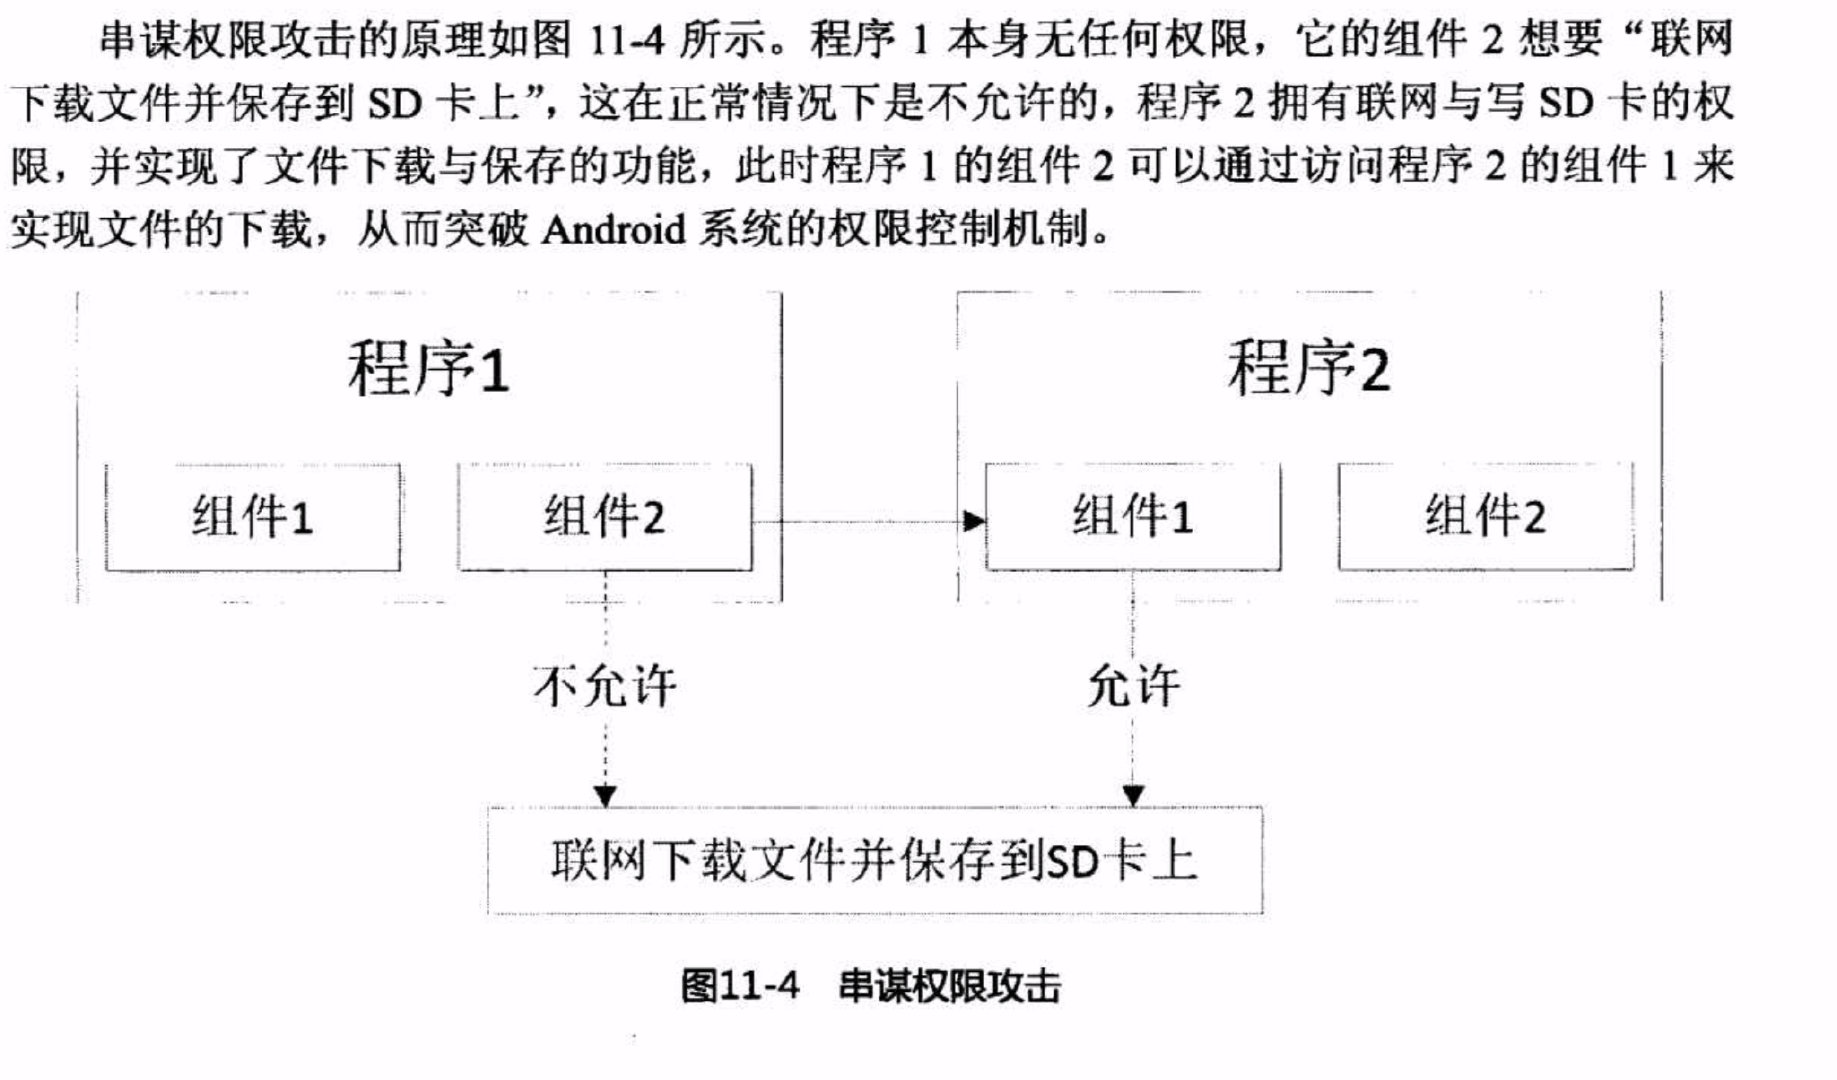 串谋权限攻击的原理如图 11-4 所示。程序 1 本身无任何权限，它的组件 2 想要“联网
下载文件并保存到 SD 卡上”，这在正常情况下是不允许的，程序 2 拥有联网与写 SD 卡的权
限，并实现了文件下载与保存的功能，此时程序 1 的组件 2 可以通过访问程序 2 的组件 1 来
实现文件的下载，从而突破 Android 系统的权限控制机制。
程序1
程序2
组件1
组件2
组件1
组件2
不允许
允许
联网下载文件并保存到SD卡上
图11-4 串谋权限攻击